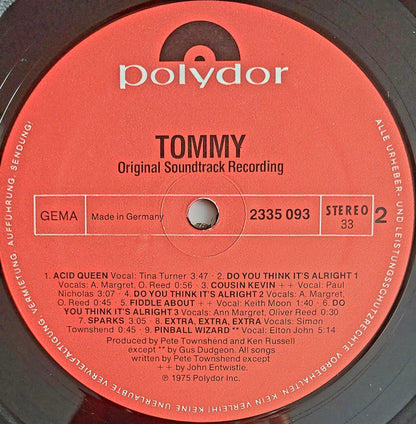 polydor
TOMMY
Original Soundtrack Recording
GEMA
Made in Germany
2335 093
STEREO
33
2
1. ACID QUEEN Vocal: Tina Turner 3:47 - 2. DO YOU THINK IT'S ALRIGHT 1
Vocals: A. Margret, O. Reed 0:56 - 3. COUSIN KEVIN ++ Vocal: Paul
Nicholas 3:07 - 4. DO YOU THINK IT'S ALRIGHT 2 Vocals: A. Margret,
O. Reed 0:45 - 5. FIDDLE ABOUT ++ Vocal: Keith Moon 1:40 - 6. DO
YOU THINK IT'S ALRIGHT 3 Vocals: Ann Margret, Oliver Reed 0:30
7. SPARKS 3:05 - 8. EXTRA, EXTRA, EXTRA Vocals: Simon
Townshend 0:45 - 9. PINBALL WIZARD ** Vocal: Elton John 5:14
Produced by Pete Townshend and Ken Russell
except ** by Gus Dudgeon. All songs
written by Pete Townshend except
++ by John Entwistle.
℗ 1975 Polydor Inc.
ALLE URHEBER- UND LEISTUNGSSCHUTZRECHTE VORBEHALTEN. KEIN VERLEIH! KEINE UNERLAUBTE VERVIELFÄLTIGUNG, VERMIETUNG, AUFFÜHRUNG, SENDUNG!